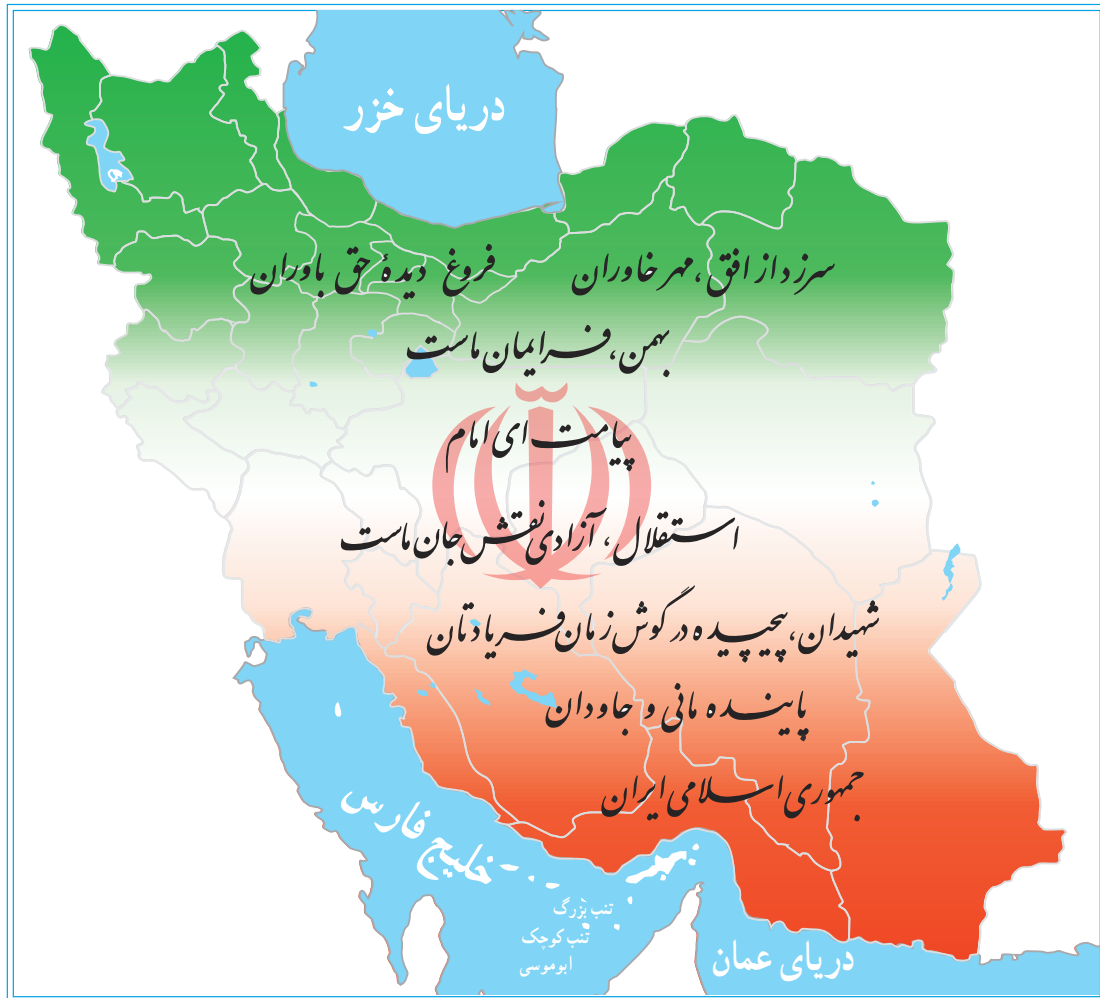 دریای خزر
سرزد از افق، مهر خاوران فروغ دیدهٔ حق باوران
بهمن، فر ایمان ماست
پیامت ای امام
استقلال، آزادی نقش جان ماست
شهیدان، پیچیده در گوش زمان فریادتان
پاینده مانی و جاودان
جمهوری اسلامی ایران
خلیج فارس
تنب بزرگ
تنب کوچک
ابوموسی
دریای عمان